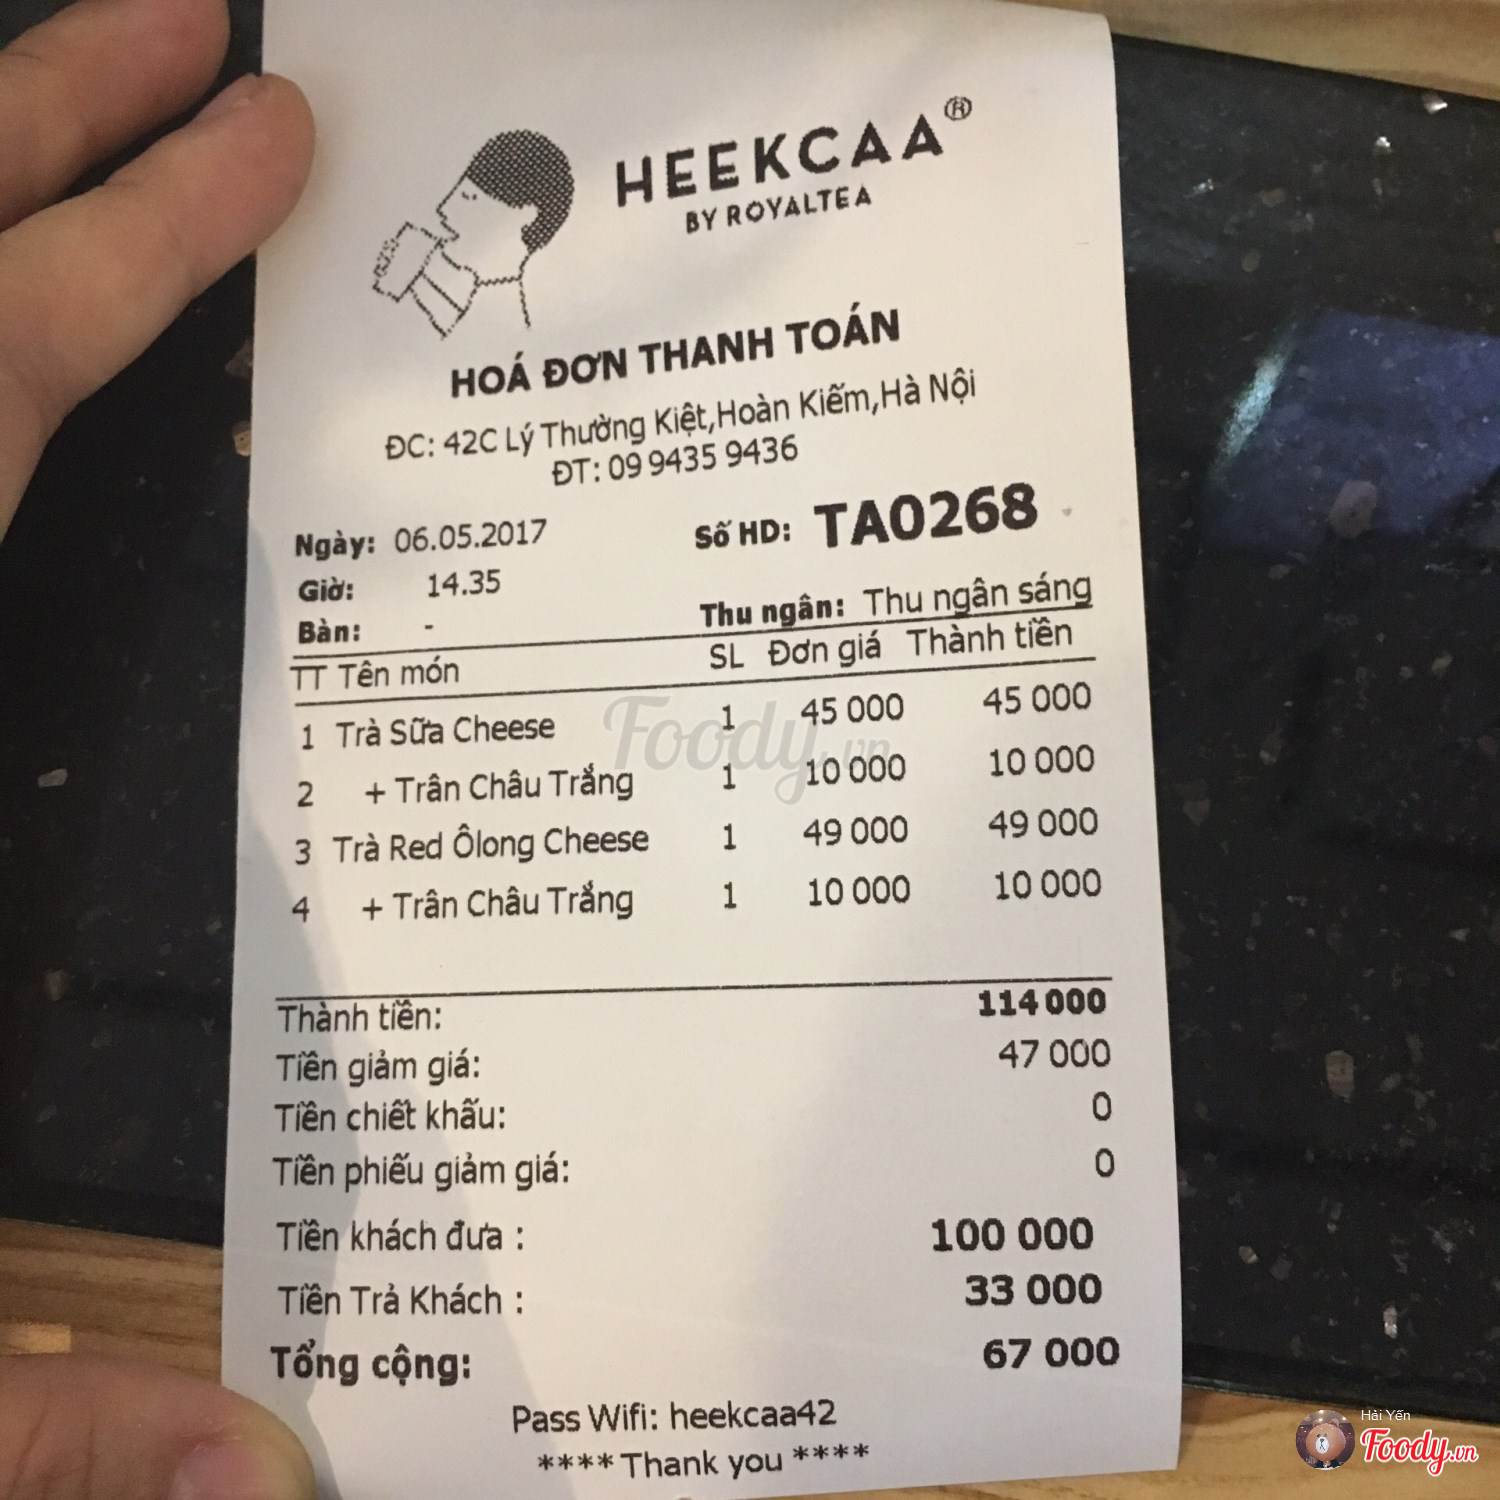 HEEKCAA®
BY ROYALTEA
HOÁ ĐƠN THANH TOÁN
ĐC: 42C Lý Thường Kiệt,Hoàn Kiếm,Hà Nội
ĐT: 09 9435 9436
Ngày: 06.05.2017 Số HD: TA0268
Giờ: 14.35
Bàn: - Thu ngân: Thu ngân sáng
TT Tên món SL Đơn giá Thành tiền
1 Trà Sữa Cheese 1 45 000 45 000
2 + Trân Châu Trắng 1 10 000 10 000
3 Trà Red Ôlong Cheese 1 49 000 49 000
4 + Trân Châu Trắng 1 10 000 10 000
Foody.vn
Thành tiền: 114 000
Tiền giảm giá: 47 000
Tiền chiết khấu: 0
Tiền phiếu giảm giá: 0
Tiền khách đưa : 100 000
Tiền Trả Khách : 33 000
Tổng cộng: 67 000
Pass Wifi: heekcaa42
**** Thank you ****
Hải Yến
Foody.vn